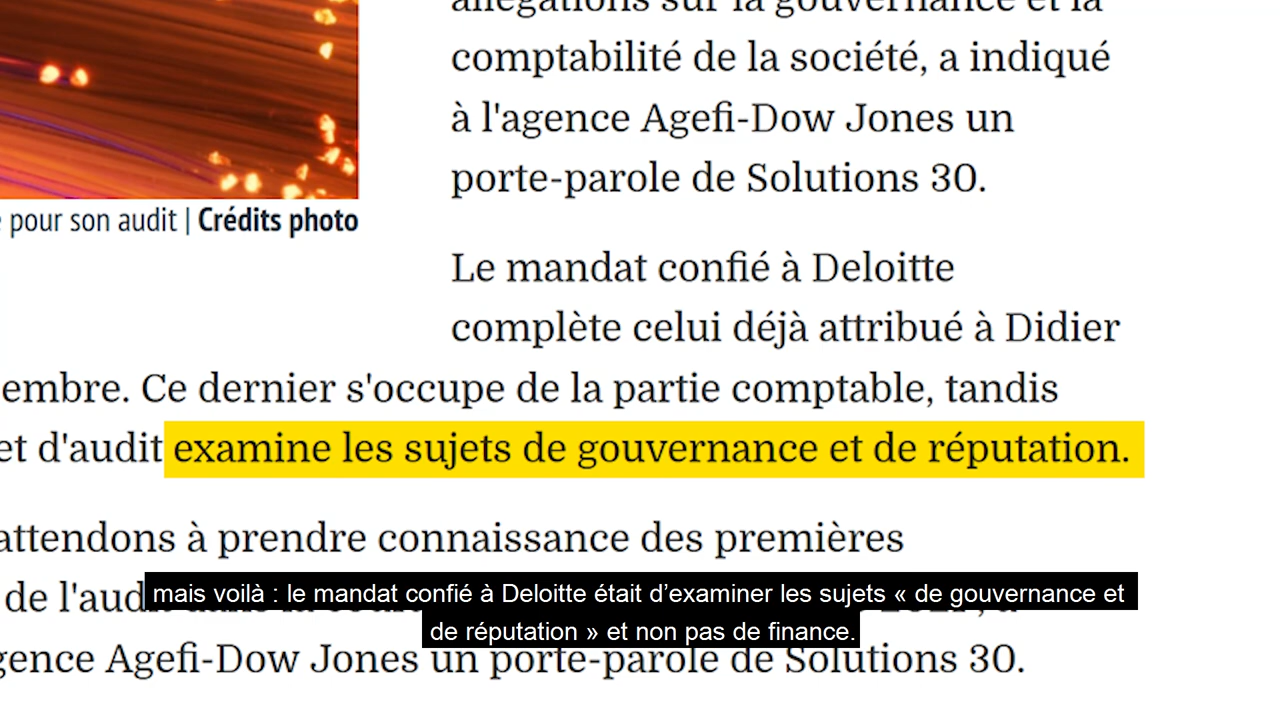 allégations sur la gouvernance et la
comptabilité de la société, a indiqué
à l'agence Agefi-Dow Jones un
porte-parole de Solutions 30.
pour son audit | Crédits photo
Le mandat confié à Deloitte
complète celui déjà attribué à Didier
embre. Ce dernier s'occupe de la partie comptable, tandis
et d'audit examine les sujets de gouvernance et de réputation.
attendons à prendre connaissance des premières
de l'aud
mais voilà : le mandat confié à Deloitte était d’examiner les sujets « de gouvernance et
de réputation » et non pas de finance.
gence Agefi-Dow Jones un porte-parole de Solutions 30.